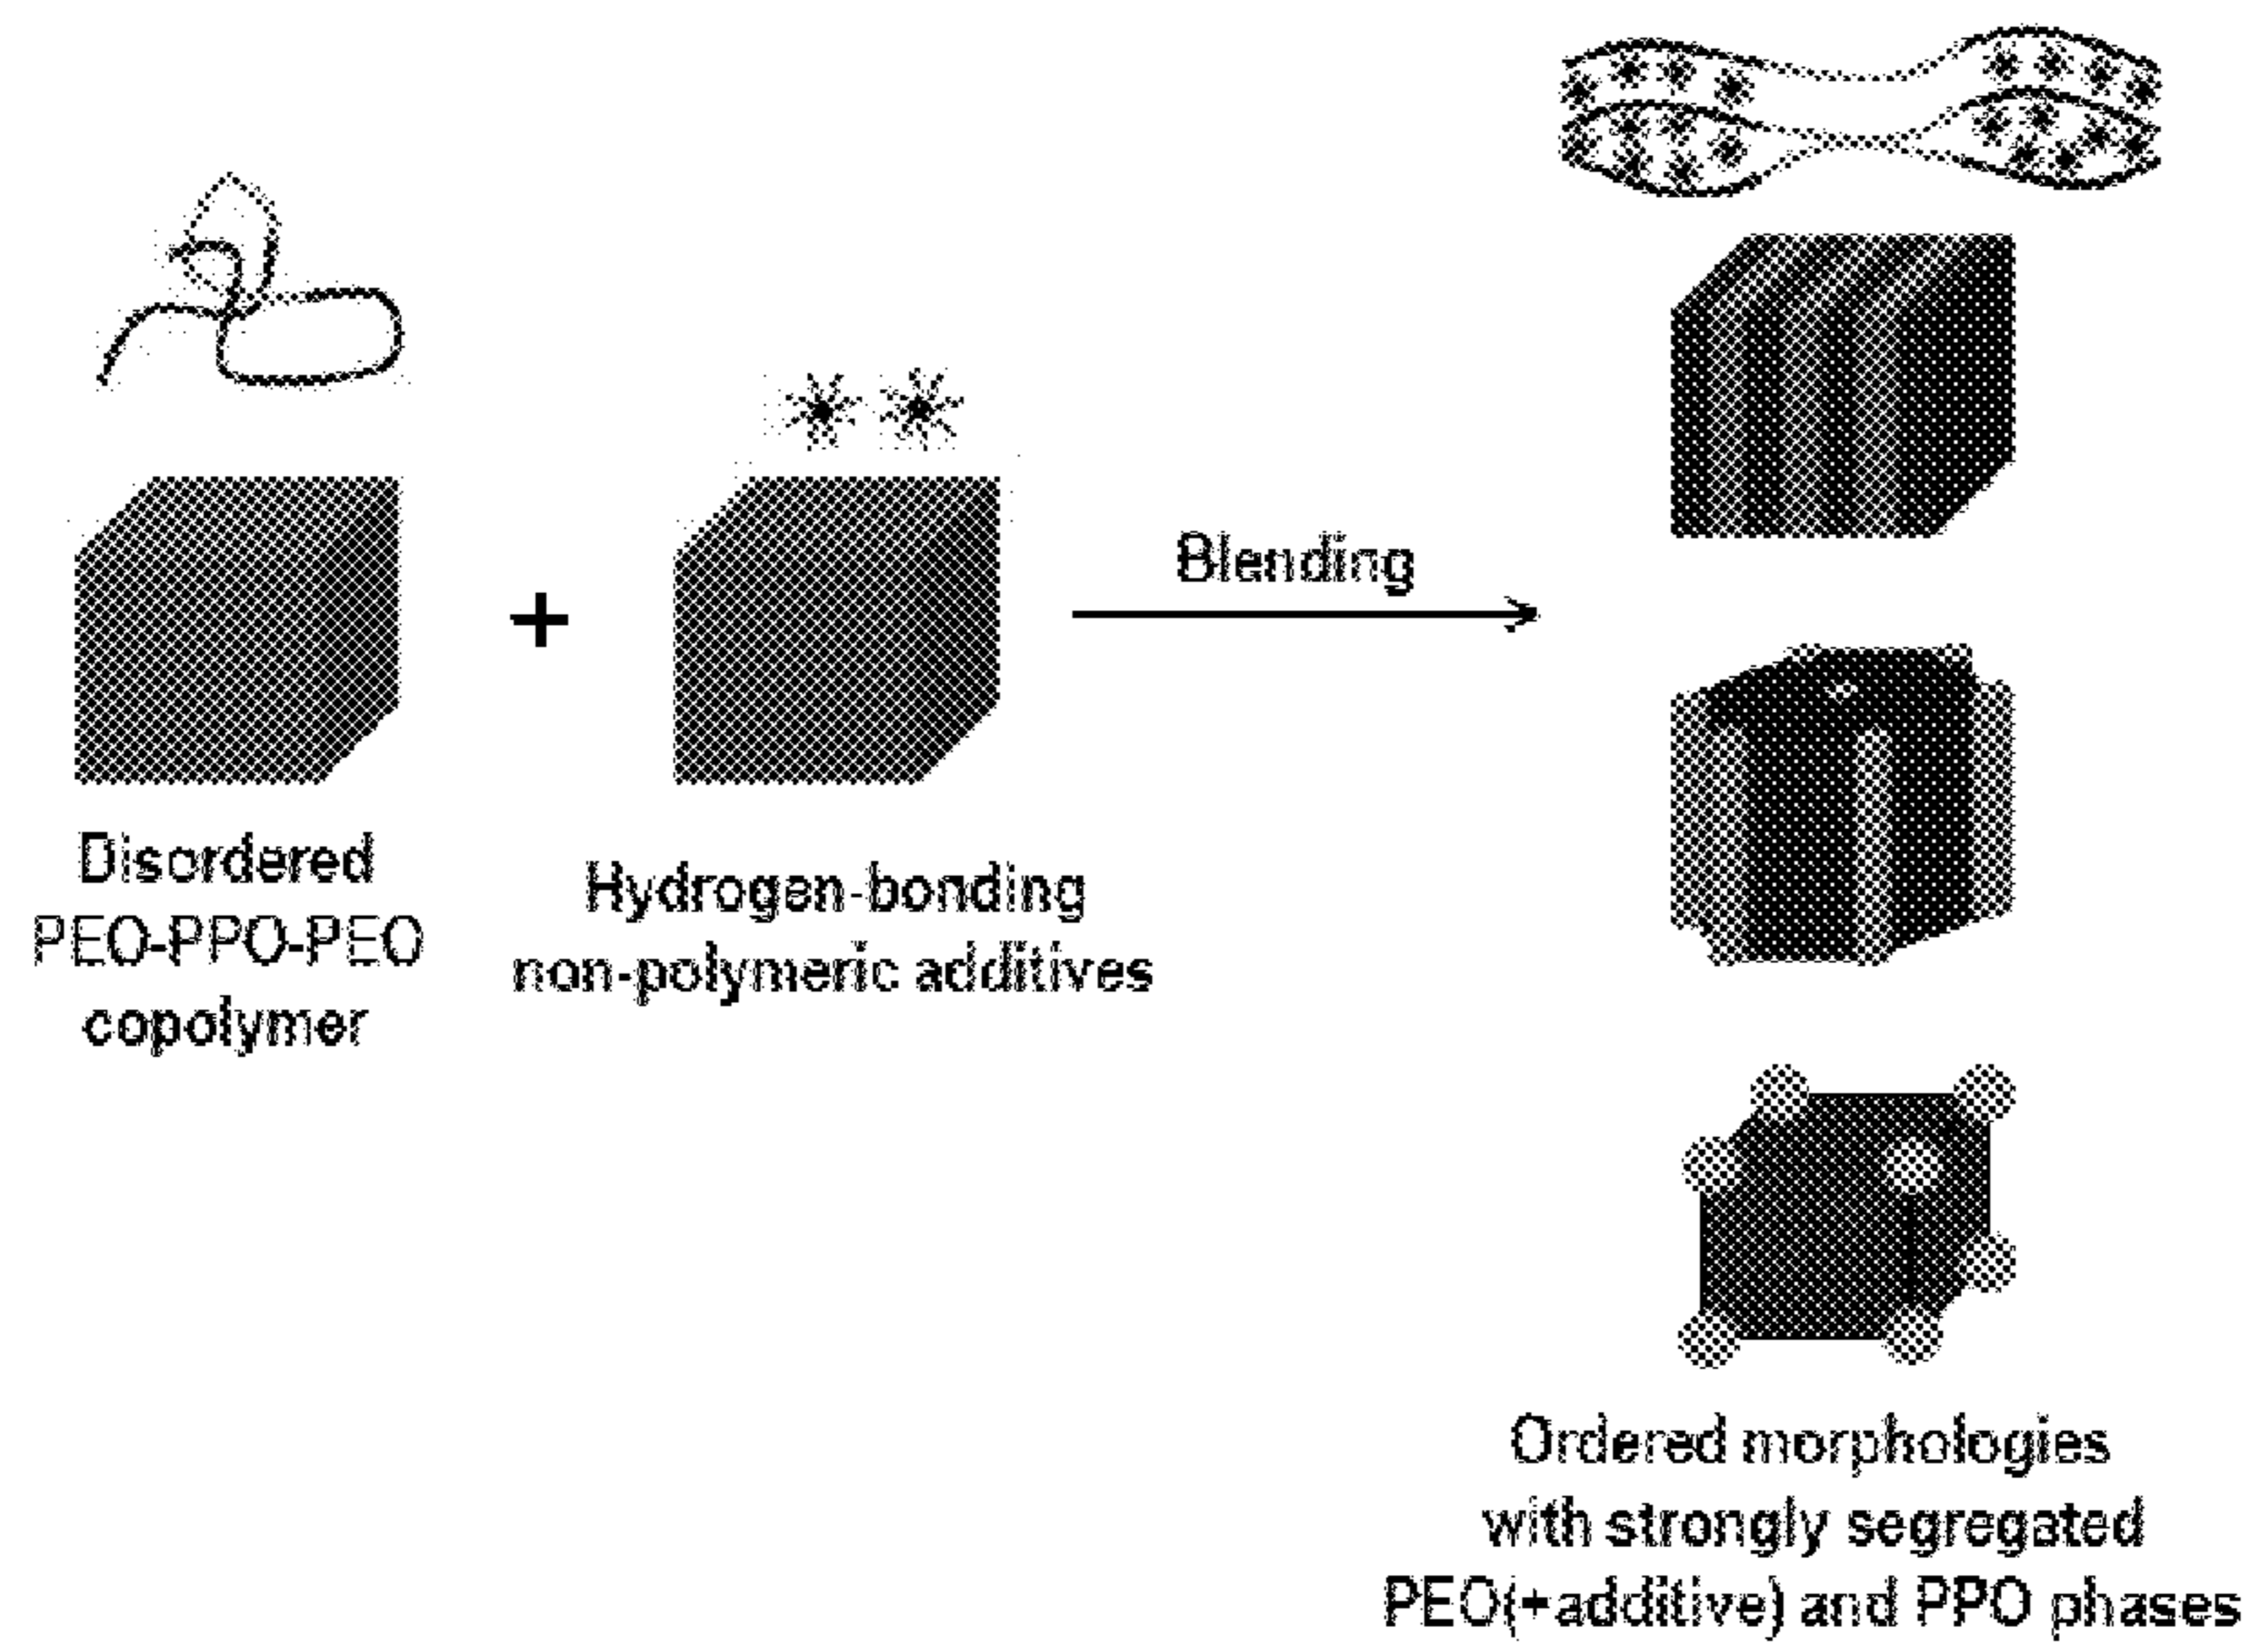 Blending
+
Disordered
PEO-PPO-PEO
copolymer
Hydrogen-bonding
non-polymeric additives
Ordered morphologies
with strongly segregated
PEO(+additive) and PPO phases